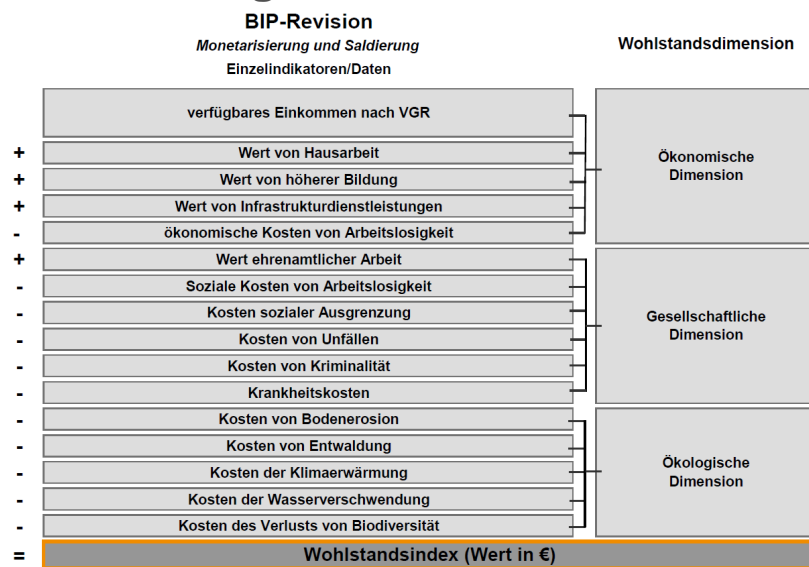 BIP-Revision
Monetarisierung und Saldierung
Einzelindikatoren/Daten
Wohlstandsdimension
verfügbares Einkommen nach VGR
+ Wert von Hausarbeit
+ Wert von höherer Bildung
+ Wert von Infrastrukturdienstleistungen
- ökonomische Kosten von Arbeitslosigkeit
Ökonomische
Dimension
+ Wert ehrenamtlicher Arbeit
- Soziale Kosten von Arbeitslosigkeit
- Kosten sozialer Ausgrenzung
- Kosten von Unfällen
- Kosten von Kriminalität
- Krankheitskosten
Gesellschaftliche
Dimension
- Kosten von Bodenerosion
- Kosten von Entwaldung
- Kosten der Klimaerwärmung
- Kosten der Wasserverschwendung
- Kosten des Verlusts von Biodiversität
Ökologische
Dimension
= Wohlstandsindex (Wert in €)